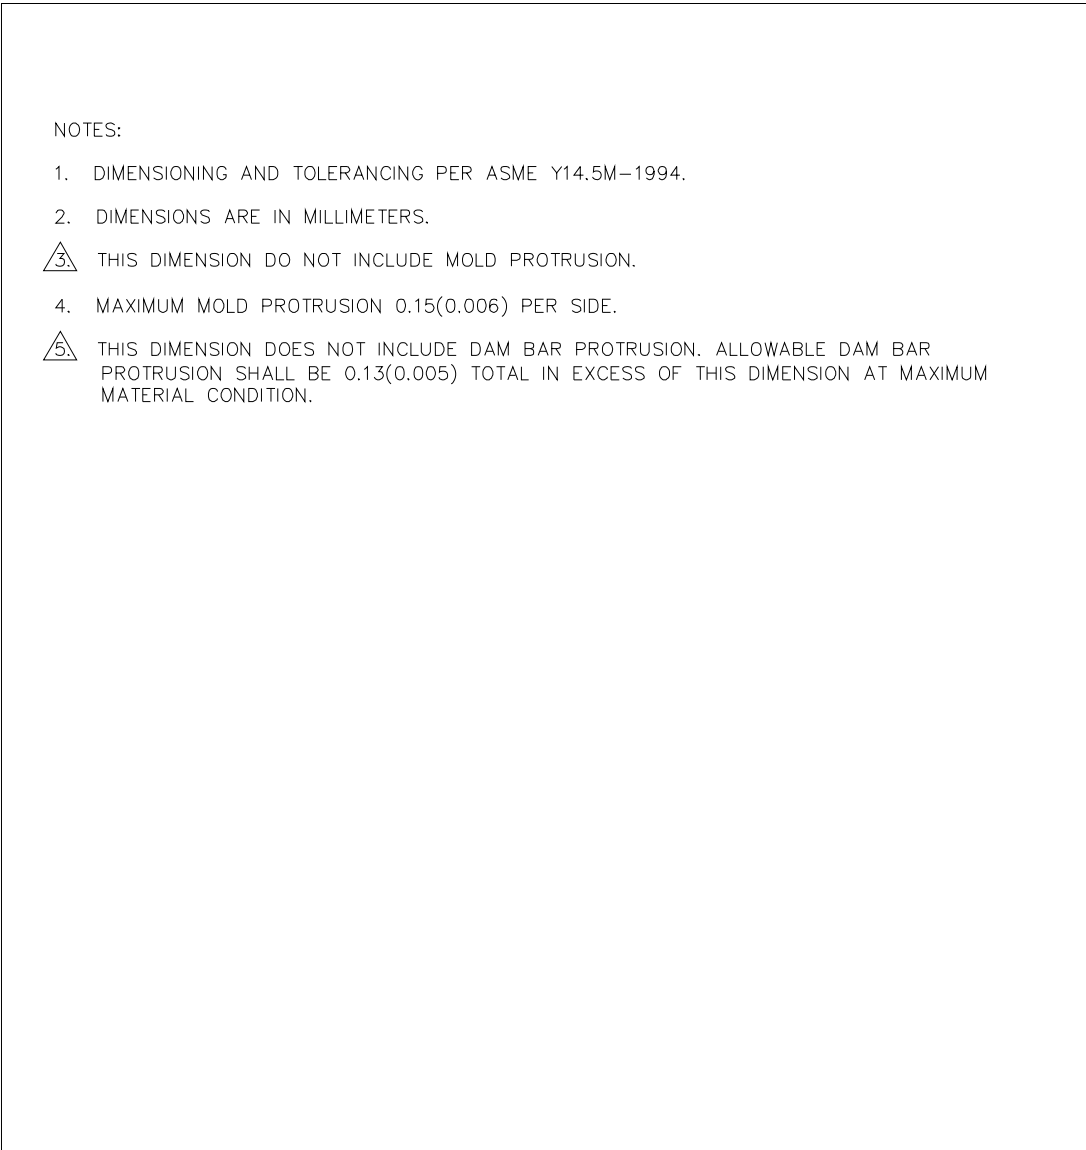 NOTES:
1. DIMENSIONING AND TOLERANCING PER ASME Y14.5M–1994.
2. DIMENSIONS ARE IN MILLIMETERS.
3. THIS DIMENSION DO NOT INCLUDE MOLD PROTRUSION.
4. MAXIMUM MOLD PROTRUSION 0.15(0.006) PER SIDE.
5. THIS DIMENSION DOES NOT INCLUDE DAM BAR PROTRUSION. ALLOWABLE DAM BAR
PROTRUSION SHALL BE 0.13(0.005) TOTAL IN EXCESS OF THIS DIMENSION AT MAXIMUM
MATERIAL CONDITION.